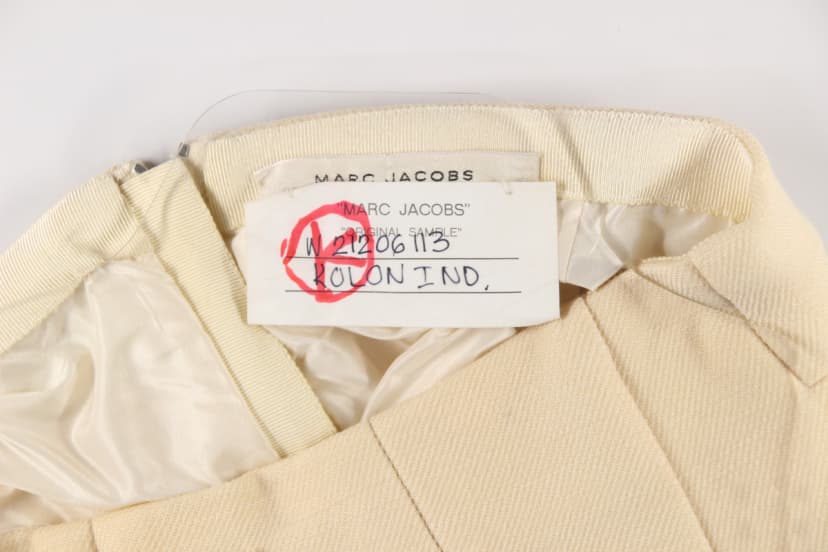 MARC JACOBS
"MARC JACOBS"
"ORIGINAL SAMPLE"
W 21206113
KOLON IND.
K